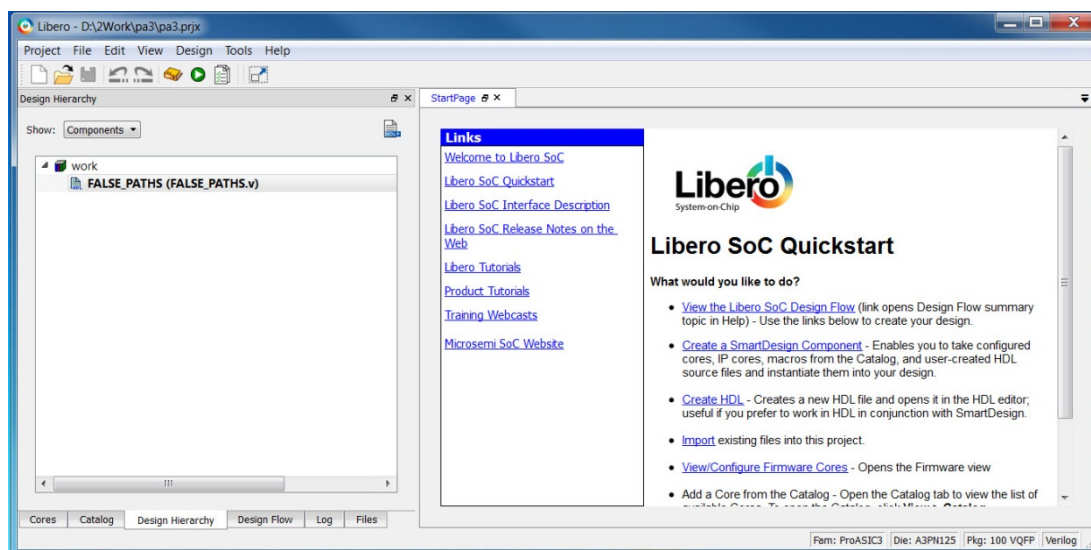 Libero - D:\2Work\pa3\pa3.prjx
Project File Edit View Design Tools Help
Design Hierarchy
Show: Components
work
FALSE_PATHS (FALSE_PATHS.v)
Cores Catalog Design Hierarchy Design Flow Log Files
StartPage
Links
Welcome to Libero SoC
Libero SoC Quickstart
Libero SoC Interface Description
Libero SoC Release Notes on the
Web
Libero Tutorials
Product Tutorials
Training Webcasts
Microsemi SoC Website
Libero
System-on-Chip
Libero SoC Quickstart
What would you like to do?
• View the Libero SoC Design Flow (link opens Design Flow summary
topic in Help) - Use the links below to create your design.
• Create a SmartDesign Component - Enables you to take configured
cores, IP cores, macros from the Catalog, and user-created HDL
source files and instantiate them into your design.
• Create HDL - Creates a new HDL file and opens it in the HDL editor;
useful if you prefer to work in HDL in conjunction with SmartDesign.
• Import existing files into this project.
• View/Configure Firmware Cores - Opens the Firmware view
• Add a Core from the Catalog - Open the Catalog tab to view the list of
Fam: ProASIC3 Die: A3PN125 Pkg: 100 VQFP Verilog